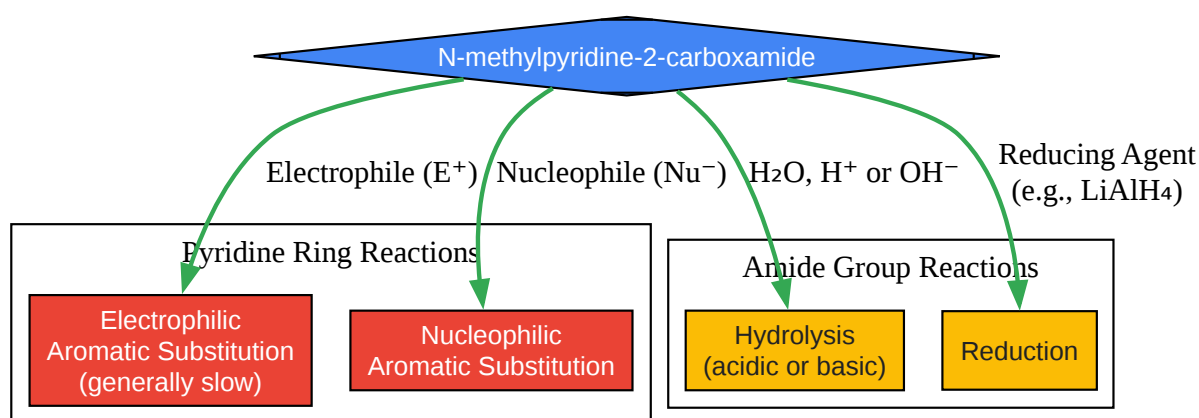 N-methylpyridine-2-carboxamide
Electrophile (E⁺)
Nucleophile (Nu⁻)
H₂O, H⁺ or OH⁻
Reducing Agent
(e.g., LiAlH₄)
Pyridine Ring Reactions
Amide Group Reactions
Electrophilic
Aromatic Substitution
(generally slow)
Nucleophilic
Aromatic Substitution
Hydrolysis
(acidic or basic)
Reduction